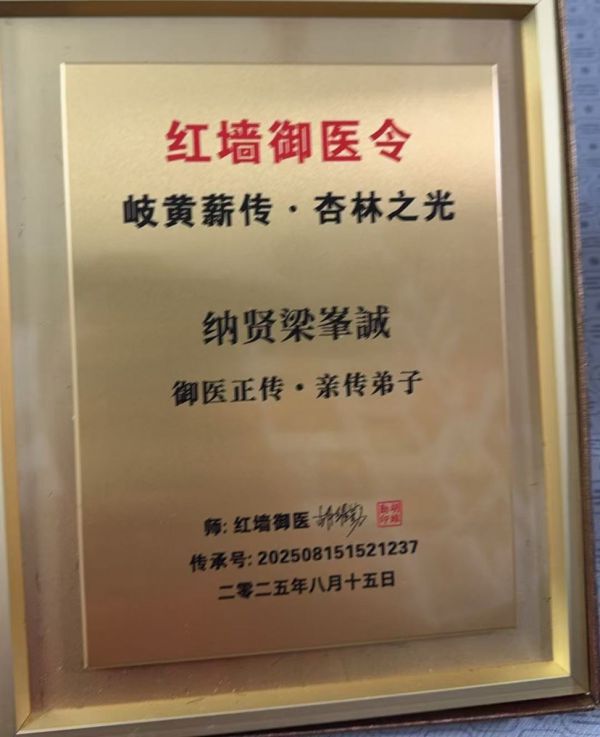 红墙御医令
岐黄薪传·杏林之光
纳贤梁峯誠
御医正传·亲传弟子
师: 红墙御医
传承号: 202508151521237
二零二五年八月十五日